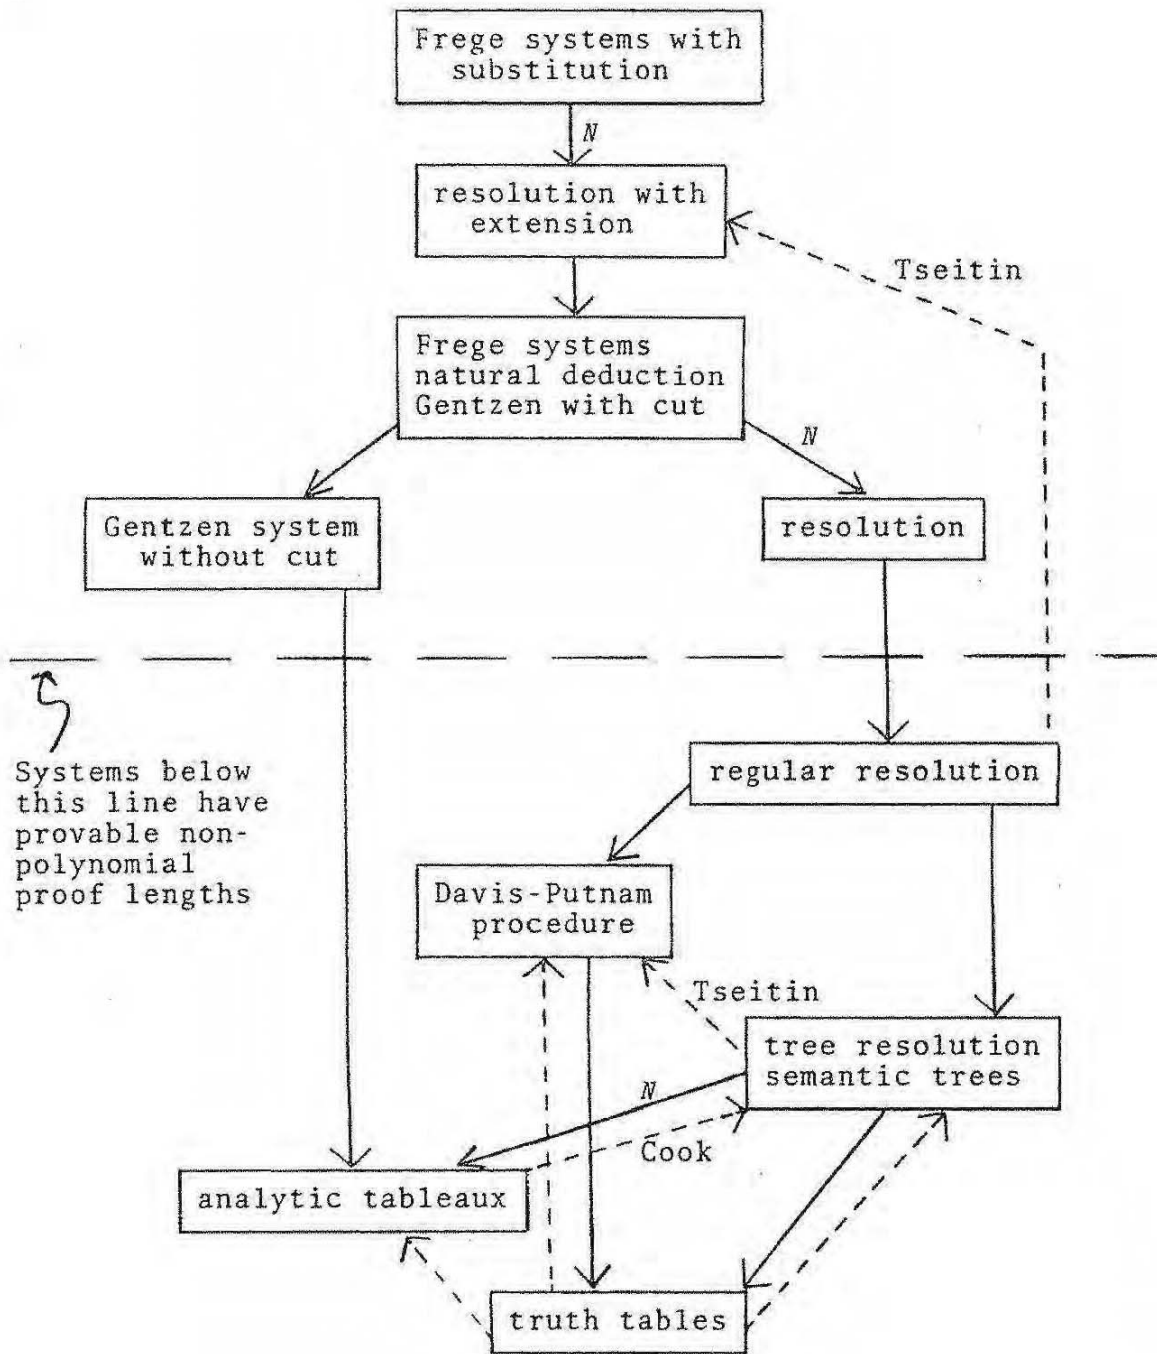 Frege systems with
substitution
N
resolution with
extension
Tseitin
Frege systems
natural deduction
Gentzen with cut
N
Gentzen system
without cut
resolution
Systems below
this line have
provable non-
polynomial
proof lengths
regular resolution
Davis-Putnam
procedure
Tseitin
tree resolution
semantic trees
N
Cook
analytic tableaux
truth tables